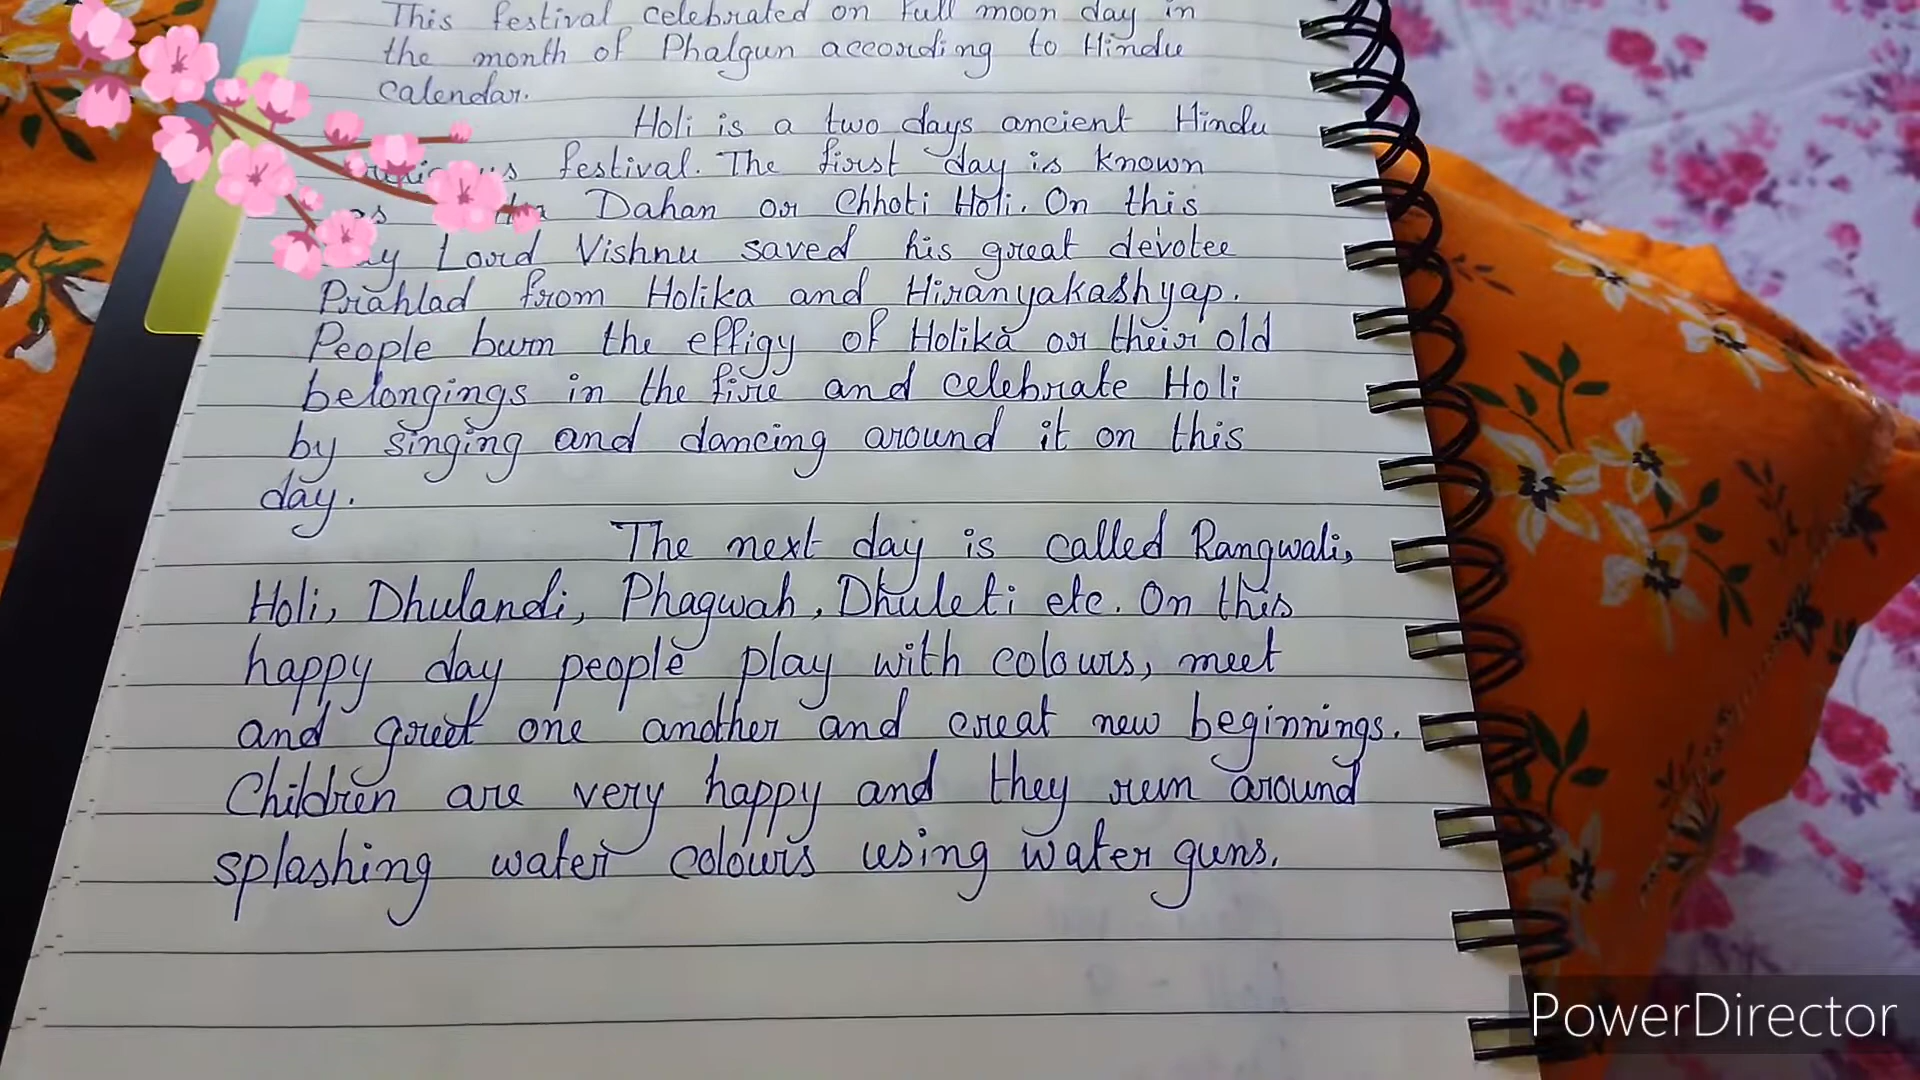 This festival celebrated on full moon day in
the month of Phalgun according to Hindu
calendar.
Holi is a two days ancient Hindu
festival. The first day is known
as Dahan or Chhoti Holi. On this
Lord Vishnu saved his great devotee
Prahlad from Holika and Hiranyakashyap.
People burn the effigy of Holika or their old
belongings in the fire and celebrate Holi
by singing and dancing around it on this
day.
The next day is called Rangwali,
Holi, Dhulandi, Phagwah, Dhuleti etc. On this
happy day people play with colours, meet
and greet one another and creat new beginnings.
Children are very happy and they run around
splashing water colours using water guns.
PowerDirector